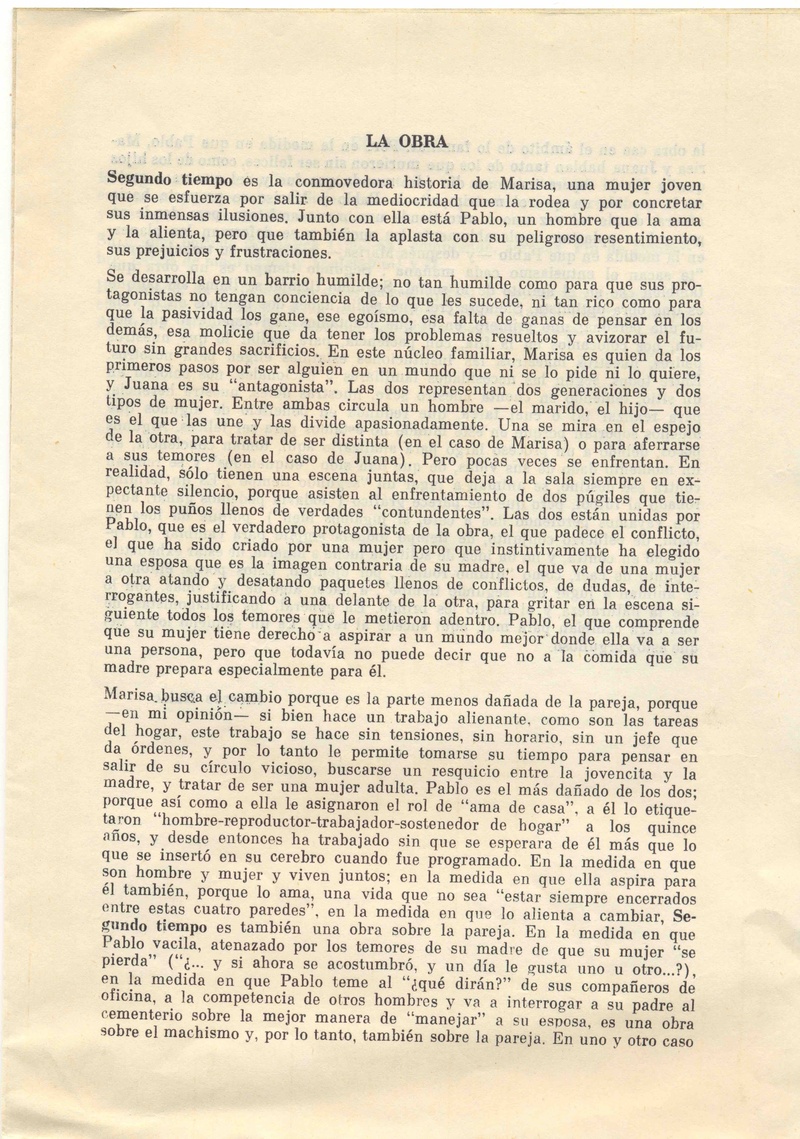 LA OBRA
Segundo tiempo es la conmovedora historia de Marisa, una mujer joven
que se esfuerza por salir de la mediocridad que la rodea y por concretar
sus inmensas ilusiones. Junto con ella está Pablo, un hombre que la ama
y la alienta, pero que también la aplasta con su peligroso resentimiento,
sus prejuicios y frustraciones.
Se desarrolla en un barrio humilde; no tan humilde como para que sus pro-
tagonistas no tengan conciencia de lo que les sucede, ni tan rico como para
que la pasividad los gane, ese egoísmo, esa falta de ganas de pensar en los
demás, esa molicie que da tener los problemas resueltos y avizorar el fu-
turo sin grandes sacrificios. En este núcleo familiar, Marisa es quien da los
primeros pasos por ser alguien en un mundo que ni se lo pide ni lo quiere,
y Juana es su "antagonista". Las dos representan dos generaciones y dos
tipos de mujer. Entre ambas circula un hombre —el marido, el hijo— que
es el que las une y las divide apasionadamente. Una se mira en el espejo
de la otra, para tratar de ser distinta (en el caso de Marisa) o para aferrarse
a sus temores (en el caso de Juana). Pero pocas veces se enfrentan. En
realidad, sólo tienen una escena juntas, que deja a la sala siempre en ex-
pectante silencio, porque asisten al enfrentamiento de dos púgiles que tie-
nen los puños llenos de verdades "contundentes". Las dos están unidas por
Pablo, que es el verdadero protagonista de la obra, el que padece el conflicto,
el que ha sido criado por una mujer pero que instintivamente ha elegido
una esposa que es la imagen contraria de su madre, el que va de una mujer
a otra atando y desatando paquetes llenos de conflictos, de dudas, de inte-
rrogantes, justificando a una delante de la otra, para gritar en la escena si-
guiente todos los temores que le metieron adentro. Pablo, el que comprende
que su mujer tiene derecho a aspirar a un mundo mejor donde ella va a ser
una persona, pero que todavía no puede decir que no a la comida que su
madre prepara especialmente para él.
Marisa busca el cambio porque es la parte menos dañada de la pareja, porque
—en mi opinión— si bien hace un trabajo alienante, como son las tareas
del hogar, este trabajo se hace sin tensiones, sin horario, sin un jefe que
da órdenes, y por lo tanto le permite tomarse su tiempo para pensar en
salir de su círculo vicioso, buscarse un resquicio entre la jovencita y la
madre, y tratar de ser una mujer adulta. Pablo es el más dañado de los dos;
porque así como a ella le asignaron el rol de "ama de casa", a él lo etique-
taron "hombre-reproductor-trabajador-sostenedor de hogar" a los quince
años, y desde entonces ha trabajado sin que se esperara de él más que lo
que se insertó en su cerebro cuando fue programado. En la medida en que
son hombre y mujer y viven juntos; en la medida en que ella aspira para
él también, porque lo ama, una vida que no sea "estar siempre encerrados
entre estas cuatro paredes", en la medida en que lo alienta a cambiar, Se-
gundo tiempo es también una obra sobre la pareja. En la medida en que
Pablo vacila, atenazado por los temores de su madre de que su mujer "se
pierda" ("¿... y si ahora se acostumbró, y un día le gusta uno u otro...?),
en la medida en que Pablo teme al "¿qué dirán?" de sus compañeros de
oficina, a la competencia de otros hombres y va a interrogar a su padre al
cementerio sobre la mejor manera de "manejar" a su esposa, es una obra
sobre el machismo y, por lo tanto, también sobre la pareja. En uno y otro caso